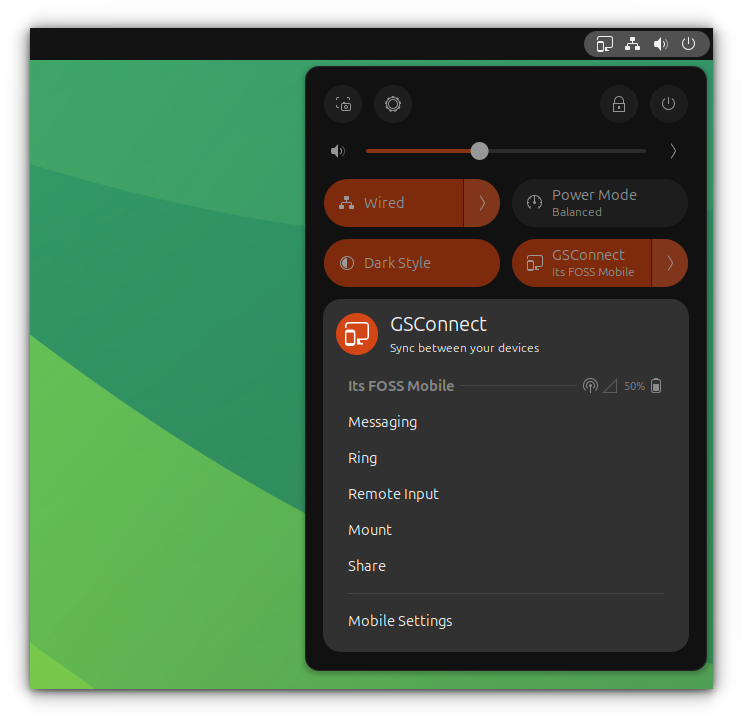 Wired
Power Mode
Balanced
Dark Style
GSConnect
Its FOSS Mobile
GSConnect
Sync between your devices
Its FOSS Mobile 50%
Messaging
Ring
Remote Input
Mount
Share
Mobile Settings